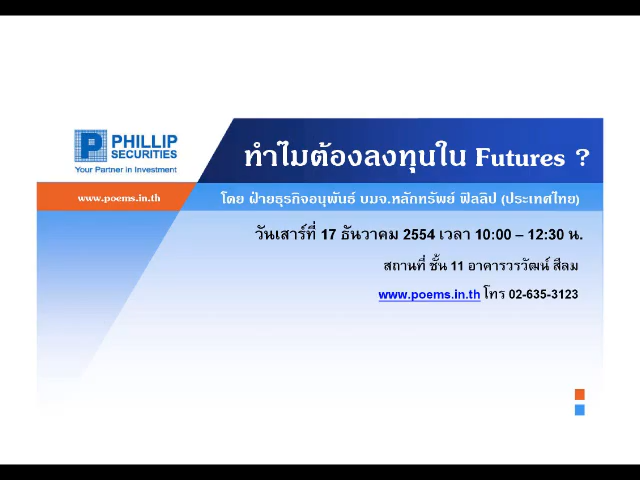 PHILLIP
SECURITIES
Your Partner in Investment
ทำไมต้องลงทุนใน Futures ?
www.poems.in.th
โดย ฝ่ายธุรกิจอนุพันธ์ บมจ.หลักทรัพย์ ฟิลลิป (ประเทศไทย)
วันเสาร์ที่ 17 ธันวาคม 2554 เวลา 10:00 – 12:30 น.
สถานที่ ชั้น 11 อาคารวรวัฒน์ สีลม
www.poems.in.th โทร 02-635-3123